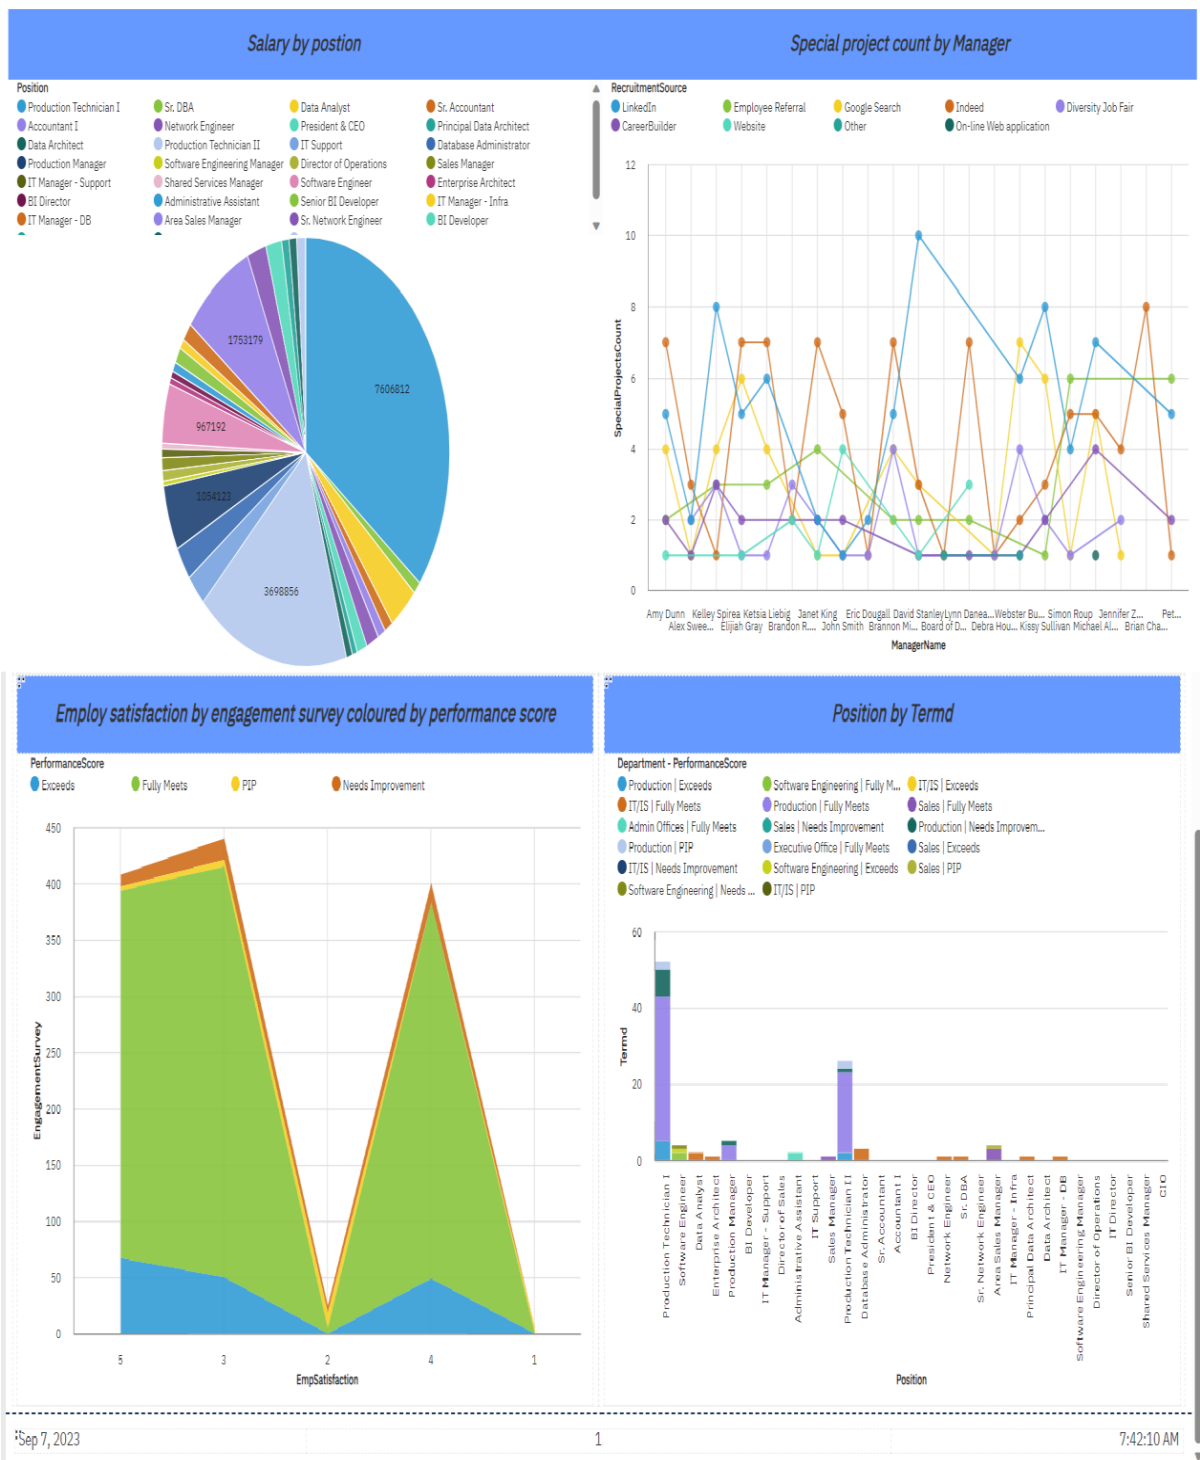 Salary by postion
Position
Production Technician I Sr. DBA Data Analyst Sr. Accountant
Accountant I Network Engineer President & CEO Principal Data Architect
Data Architect Production Technician II IT Support Database Administrator
Production Manager Software Engineering Manager Director of Operations Sales Manager
IT Manager - Support Shared Services Manager Software Engineer Enterprise Architect
BI Director Administrative Assistant Senior BI Developer IT Manager - Infra
IT Manager - DB Area Sales Manager Sr. Network Engineer BI Developer
1753179
7606812
967192
1054123
3698856
Special project count by Manager
RecruitmentSource
LinkedIn Employee Referral Google Search Indeed Diversity Job Fair
CareerBuilder Website Other On-line Web application
12
10
8
6
4
2
0
SpecialProjectsCount
Amy Dunn Kelley Spirea Ketsia Liebig Janet King Eric Dougall David Stanley Lynn Danea... Webster Bu... Simon Roup Jennifer Z... Pet...
Alex Swee... Elijiah Gray Brandon R.... John Smith Brannon Mi... Board of D... Debra Hou... Kissy Sullivan Michael Al... Brian Cha...
ManagerName
Employ satisfaction by engagement survey coloured by performance score
PerformanceScore
Exceeds Fully Meets PIP Needs Improvement
450
400
350
300
250
200
150
100
50
0
EngagementSurvey
5 3 2 4 1
EmpSatisfaction
Position by Termd
Department - PerformanceScore
Production | Exceeds Software Engineering | Fully M... IT/IS | Exceeds
IT/IS | Fully Meets Production | Fully Meets Sales | Fully Meets
Admin Offices | Fully Meets Sales | Needs Improvement Production | Needs Improvem...
Production | PIP Executive Office | Fully Meets Sales | Exceeds
IT/IS | Needs Improvement Software Engineering | Exceeds Sales | PIP
Software Engineering | Needs ... IT/IS | PIP
60
40
20
0
Termd
Production Technician I
Software Engineer
Data Analyst
Enterprise Architect
Production Manager
BI Developer
IT Manager - Support
Director of Sales
Administrative Assistant
IT Support
Sales Manager
Production Technician II
Database Administrator
Sr. Accountant
Accountant I
BI Director
President & CEO
Network Engineer
Sr. DBA
Sr. Network Engineer
Area Sales Manager
IT Manager - Infra
Principal Data Architect
Data Architect
IT Manager - DB
Software Engineering Manager
Director of Operations
IT Director
Senior BI Developer
Shared Services Manager
CIO
Position
Sep 7, 2023 1 7:42:10 AM